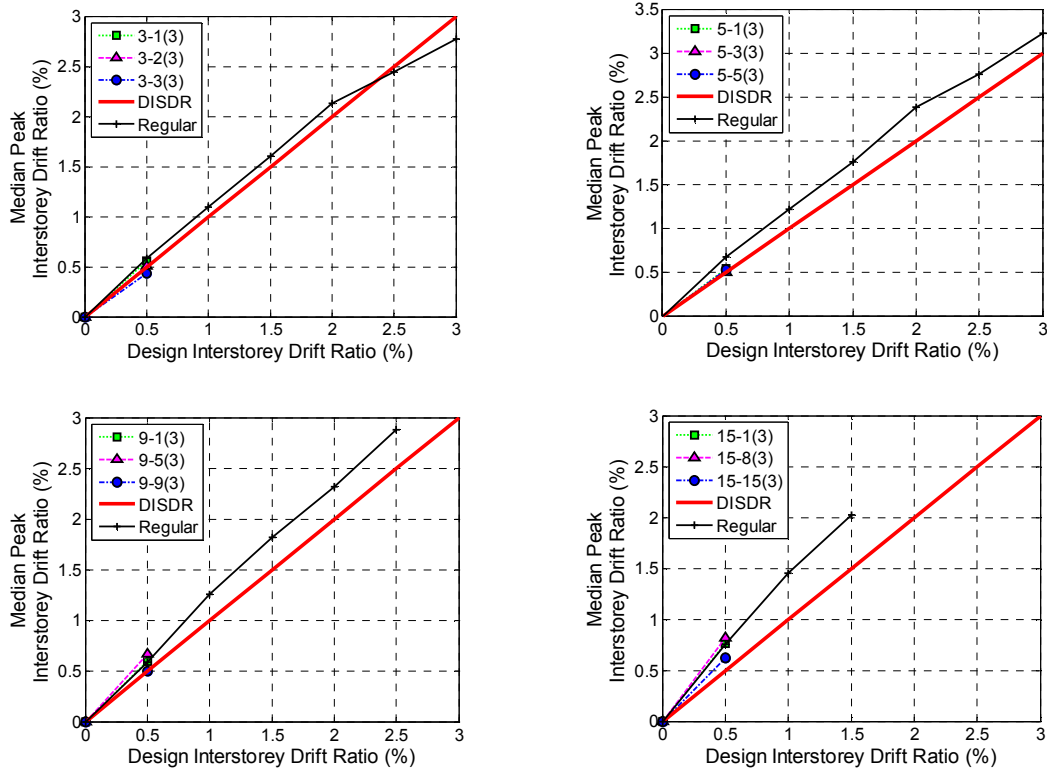 3
2.5
2
1.5
1
0.5
0
Median Peak
Interstorey Drift Ratio (%)
3-1(3)
3-2(3)
3-3(3)
DISDR
Regular
0 0.5 1 1.5 2 2.5 3
Design Interstorey Drift Ratio (%)
3.5
3
2.5
2
1.5
1
0.5
0
Median Peak
Interstorey Drift Ratio (%)
5-1(3)
5-3(3)
5-5(3)
DISDR
Regular
0 0.5 1 1.5 2 2.5 3
Design Interstorey Drift Ratio (%)
3
2.5
2
1.5
1
0.5
0
Median Peak
Interstorey Drift Ratio (%)
9-1(3)
9-5(3)
9-9(3)
DISDR
Regular
0 0.5 1 1.5 2 2.5 3
Design Interstorey Drift Ratio (%)
3
2.5
2
1.5
1
0.5
0
Median Peak
Interstorey Drift Ratio (%)
15-1(3)
15-8(3)
15-15(3)
DISDR
Regular
0 0.5 1 1.5 2 2.5 3
Design Interstorey Drift Ratio (%)